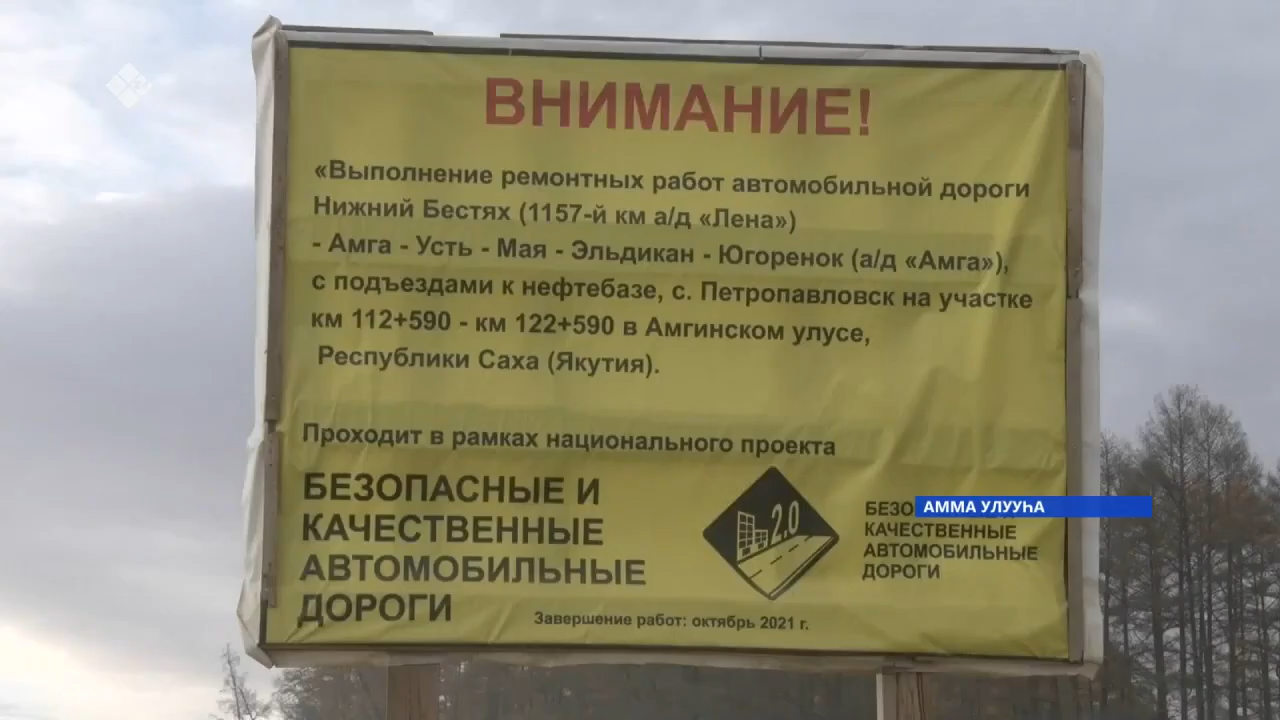 ВНИМАНИЕ!
«Выполнение ремонтных работ автомобильной дороги
Нижний Бестях (1157-й км а/д «Лена»)
- Амга - Усть - Мая - Эльдикан - Югоренок (а/д «Амга»),
с подъездами к нефтебазе, с. Петропавловск на участке
км 112+590 - км 122+590 в Амгинском улусе,
Республики Саха (Якутия).
Проходит в рамках национального проекта
БЕЗОПАСНЫЕ И
КАЧЕСТВЕННЫЕ
АВТОМОБИЛЬНЫЕ
ДОРОГИ
2.0
БЕЗО
КАЧЕСТВЕННЫЕ
АВТОМОБИЛЬНЫЕ
ДОРОГИ
Завершение работ: октябрь 2021 г.
АММА УЛУУҺА